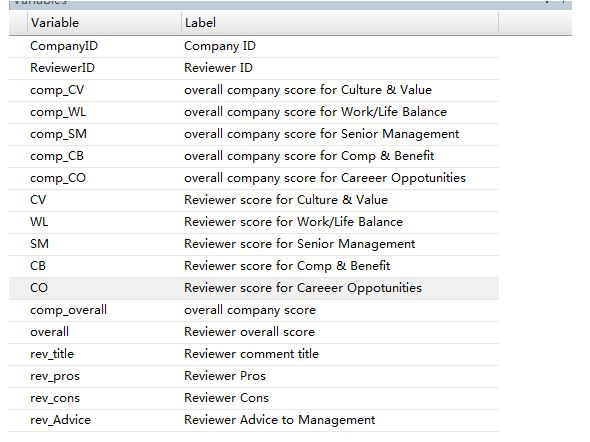 Variables
Variable Label
CompanyID Company ID
ReviewerID Reviewer ID
comp_CV overall company score for Culture & Value
comp_WL overall company score for Work/Life Balance
comp_SM overall company score for Senior Management
comp_CB overall company score for Comp & Benefit
comp_CO overall company score for Careeer Oppotunities
CV Reviewer score for Culture & Value
WL Reviewer score for Work/Life Balance
SM Reviewer score for Senior Management
CB Reviewer score for Comp & Benefit
CO Reviewer score for Careeer Oppotunities
comp_overall overall company score
overall Reviewer overall score
rev_title Reviewer comment title
rev_pros Reviewer Pros
rev_cons Reviewer Cons
rev_Advice Reviewer Advice to Management